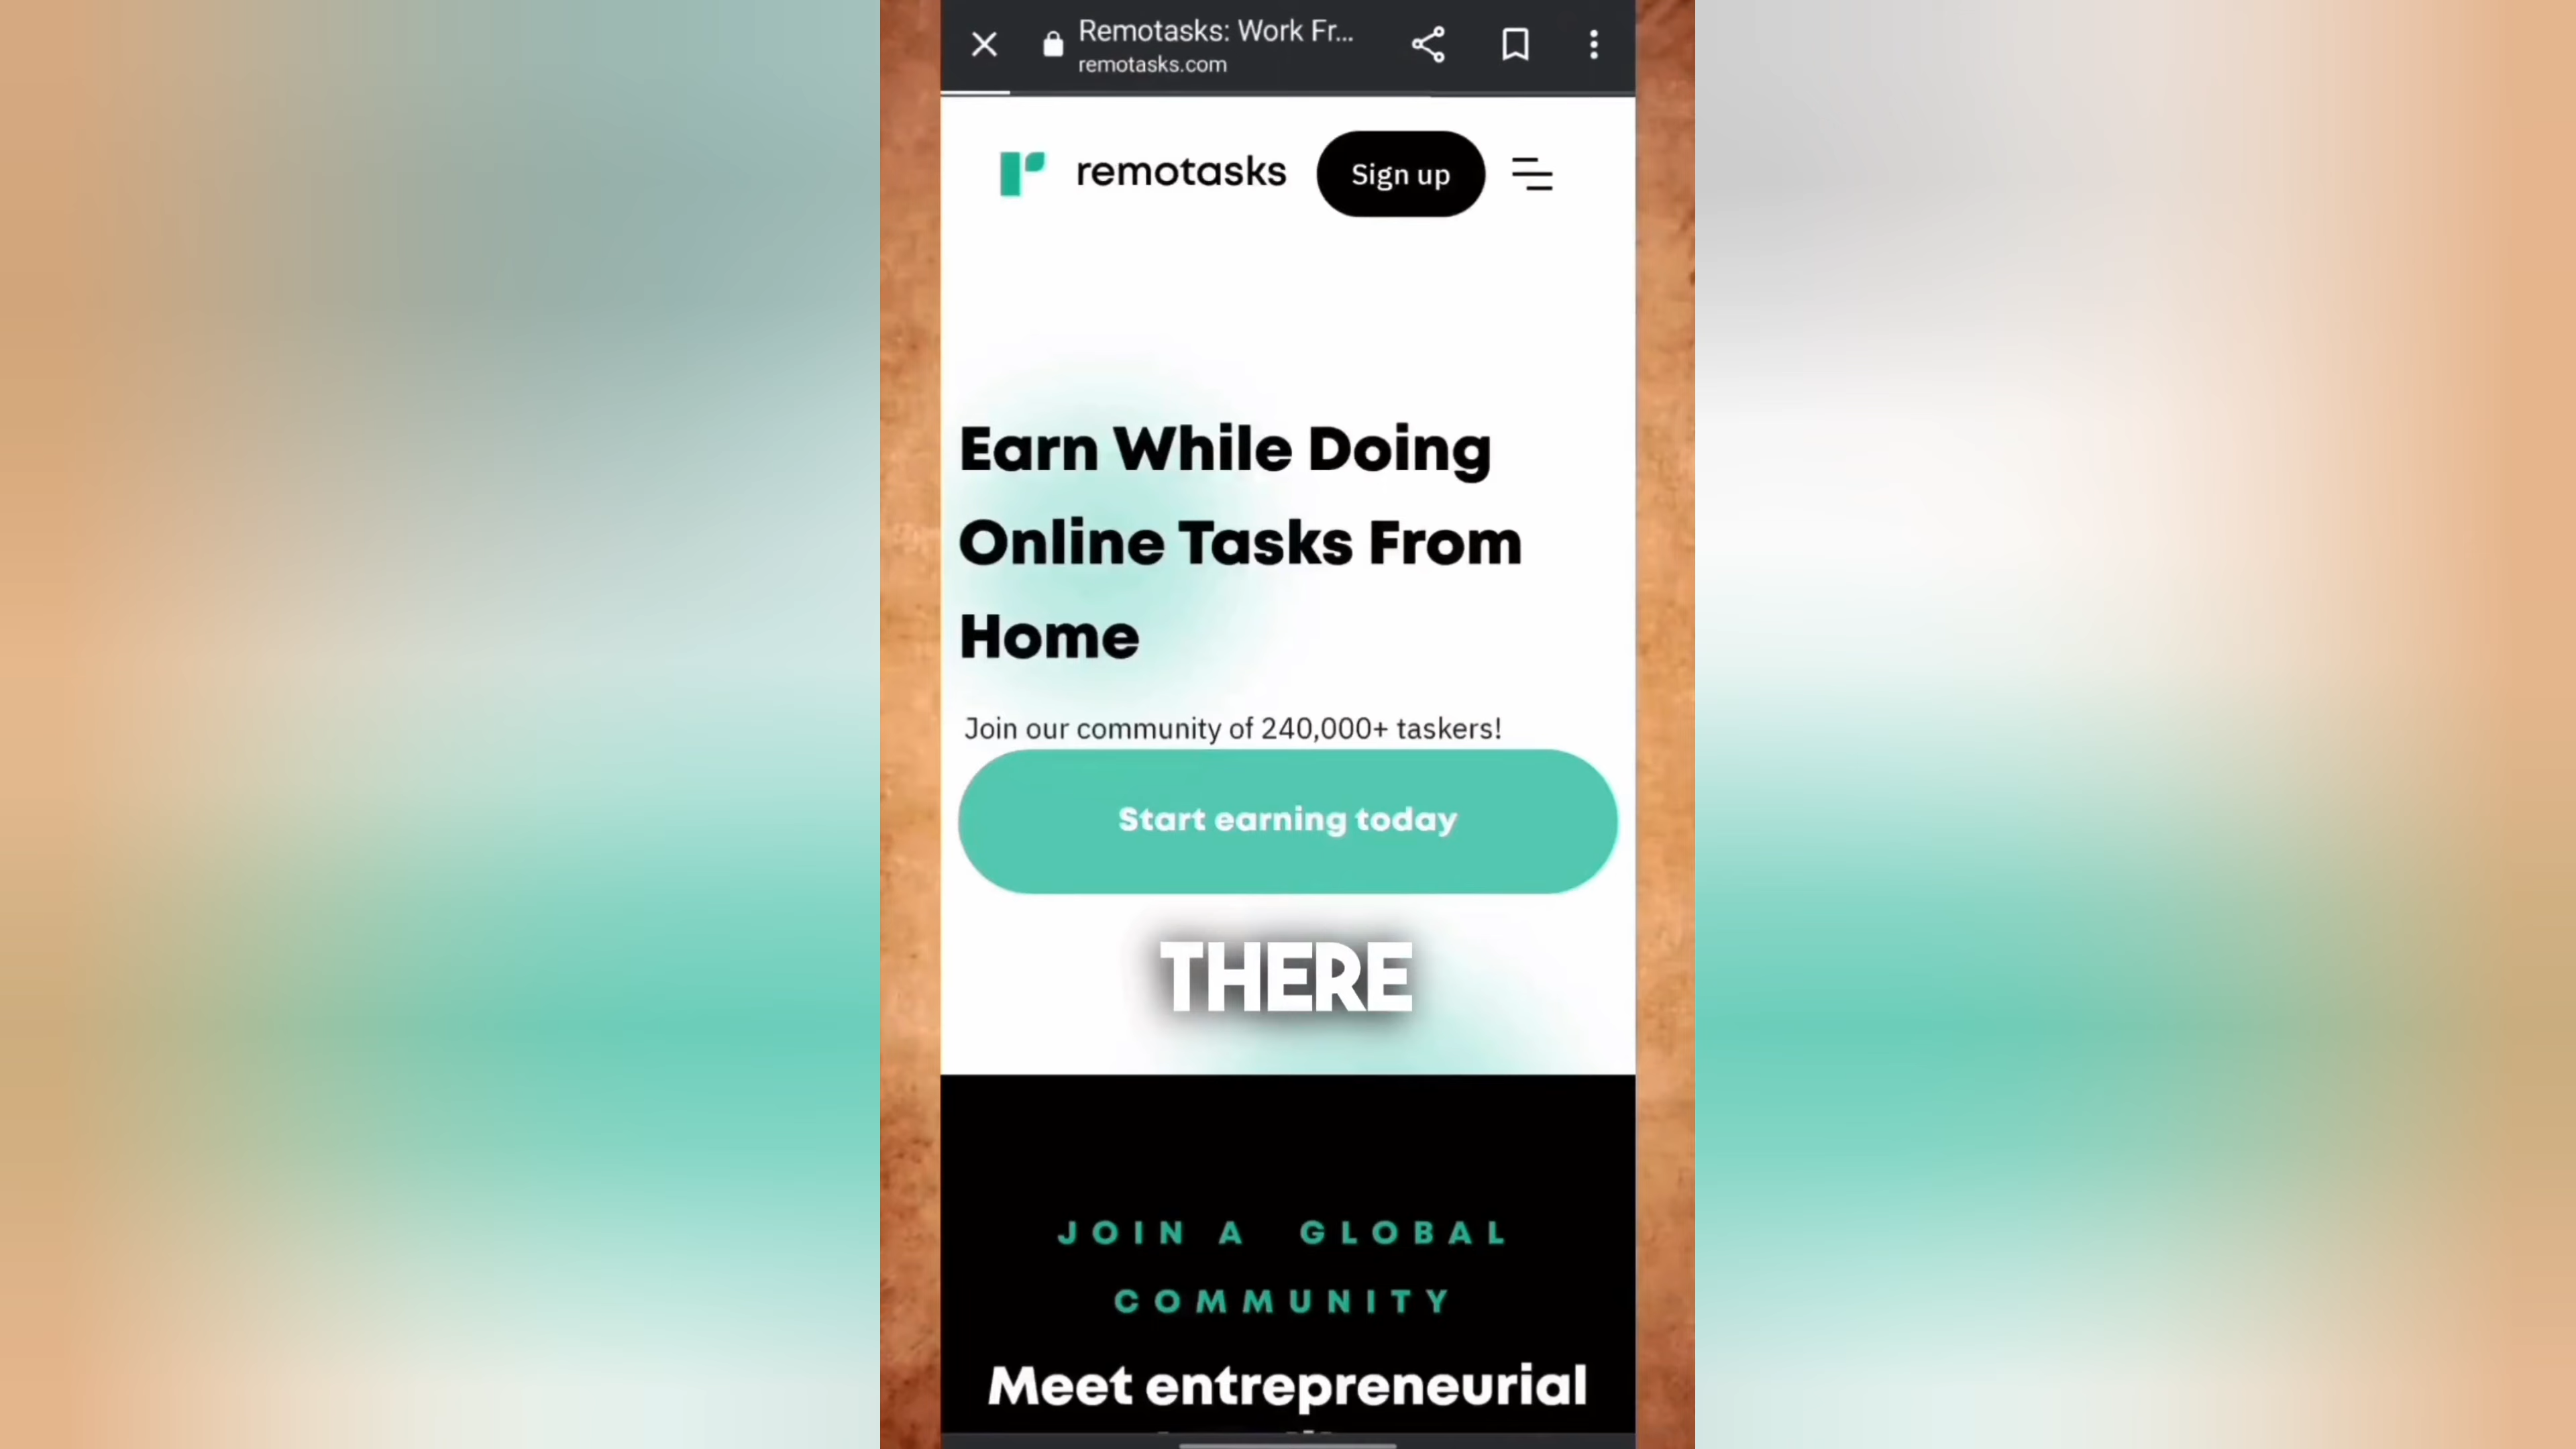 Remotasks: Work Fr...
remotasks.com
remotasks
Sign up
Earn While Doing
Online Tasks From
Home
Join our community of 240,000+ taskers!
Start earning today
THERE
JOIN A GLOBAL
COMMUNITY
Meet entrepreneurial